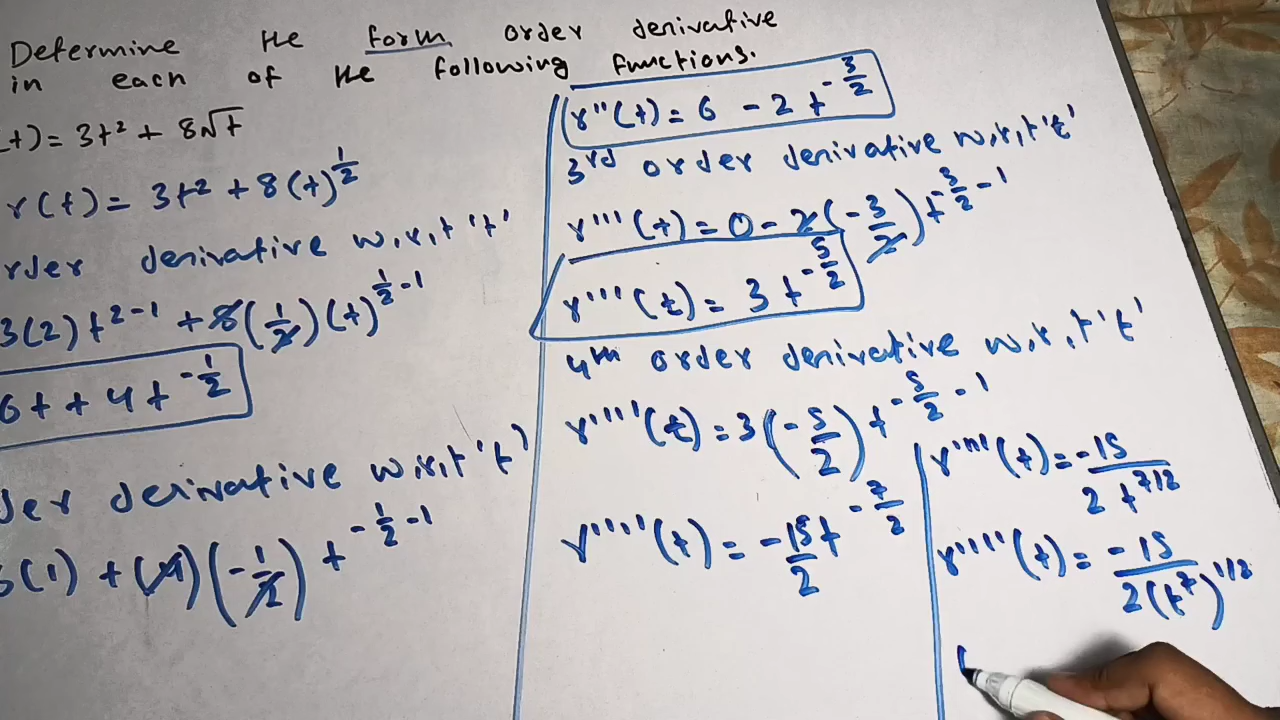 Determine the form order derivative
in each of the following functions.
t) = 3t² + 8√t
r(t) = 3t² + 8(t)^{1/2}
rder derivative w.r.t 't'
3(2)t^{2-1} + 8(1/2)(t)^{1/2 - 1}
6t + 4t^{-1/2}
der derivative w.r.t 't'
6(1) + (4)(-1/2)t^{-1/2 - 1}
r''(t) = 6 - 2t^{-3/2}
3rd order derivative w.r.t 't'
r'''(t) = 0 - 2(-3/2)t^{-3/2 - 1}
r'''(t) = 3t^{-5/2}
4th order derivative w.r.t 't'
r''''(t) = 3(-5/2)t^{-5/2 - 1}
r''''(t) = -15/2 t^{-7/2}
r''''(t) = -15/2t^{7/2}
r''''(t) = -15/2(t⁷)^{1/2}